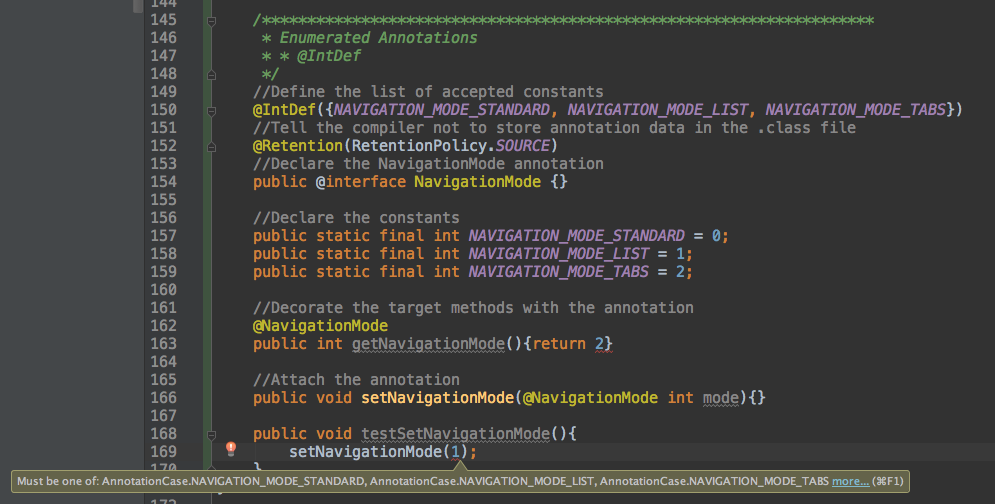 144
145 /********************************************************************
146 * Enumerated Annotations
147 * * @IntDef
148 */
149 //Define the list of accepted constants
150 @IntDef({NAVIGATION_MODE_STANDARD, NAVIGATION_MODE_LIST, NAVIGATION_MODE_TABS})
151 //Tell the compiler not to store annotation data in the .class file
152 @Retention(RetentionPolicy.SOURCE)
153 //Declare the NavigationMode annotation
154 public @interface NavigationMode {}
155
156 //Declare the constants
157 public static final int NAVIGATION_MODE_STANDARD = 0;
158 public static final int NAVIGATION_MODE_LIST = 1;
159 public static final int NAVIGATION_MODE_TABS = 2;
160
161 //Decorate the target methods with the annotation
162 @NavigationMode
163 public int getNavigationMode(){return 2}
164
165 //Attach the annotation
166 public void setNavigationMode(@NavigationMode int mode){}
167
168 public void testSetNavigationMode(){
169 setNavigationMode(1);
170 }
Must be one of: AnnotationCase.NAVIGATION_MODE_STANDARD, AnnotationCase.NAVIGATION_MODE_LIST, AnnotationCase.NAVIGATION_MODE_TABS more... (⌘F1)
172